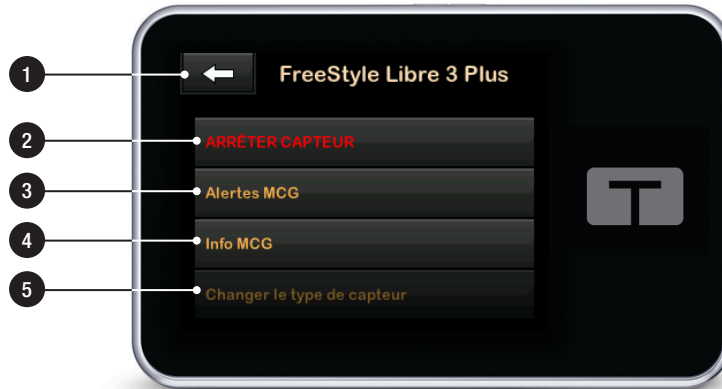 1
FreeStyle Libre 3 Plus
2
ARRÊTER CAPTEUR
3
Alertes MCG
4
Info MCG
5
Changer le type de capteur